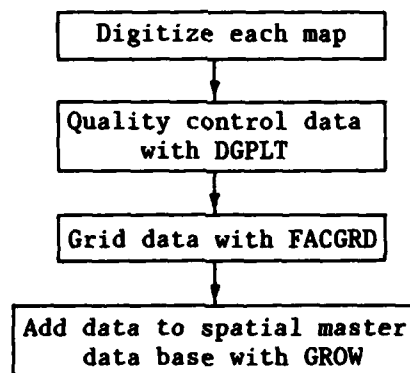 Digitize each map
Quality control data
with DGPLT
Grid data with FACGRD
Add data to spatial master
data base with GROW